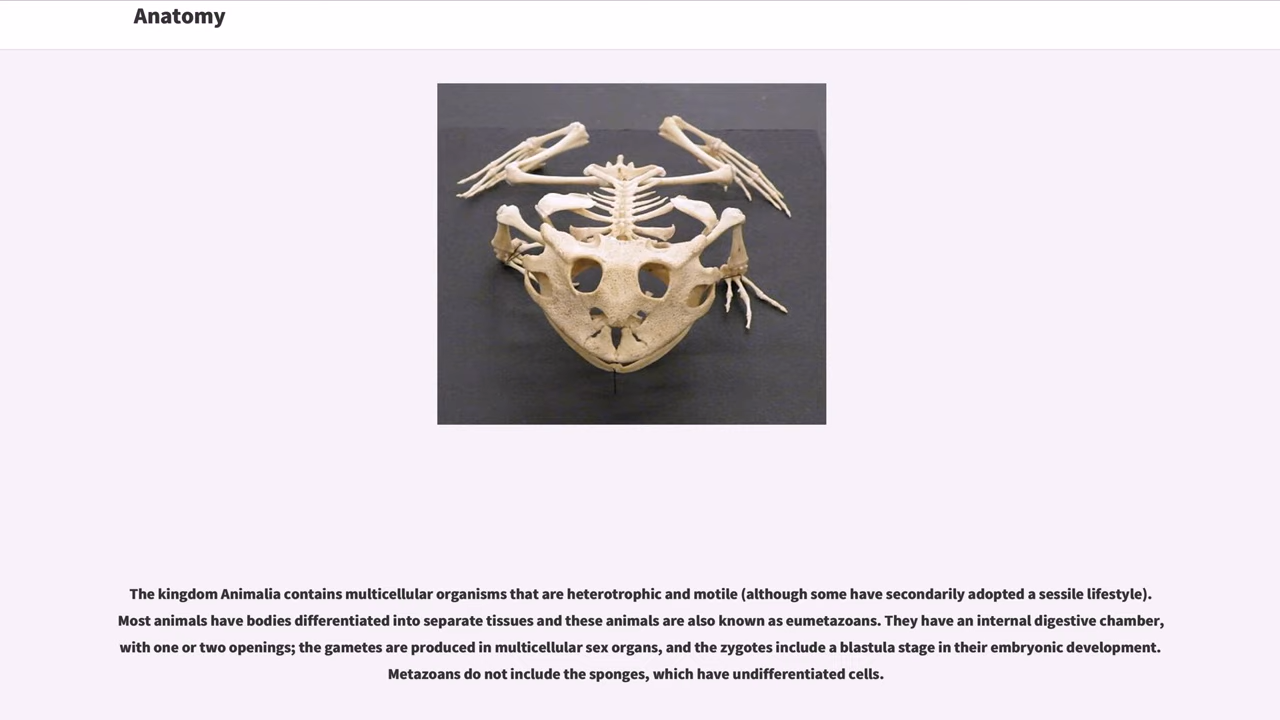 Anatomy
The kingdom Animalia contains multicellular organisms that are heterotrophic and motile (although some have secondarily adopted a sessile lifestyle).
Most animals have bodies differentiated into separate tissues and these animals are also known as eumetazoans. They have an internal digestive chamber,
with one or two openings; the gametes are produced in multicellular sex organs, and the zygotes include a blastula stage in their embryonic development.
Metazoans do not include the sponges, which have undifferentiated cells.